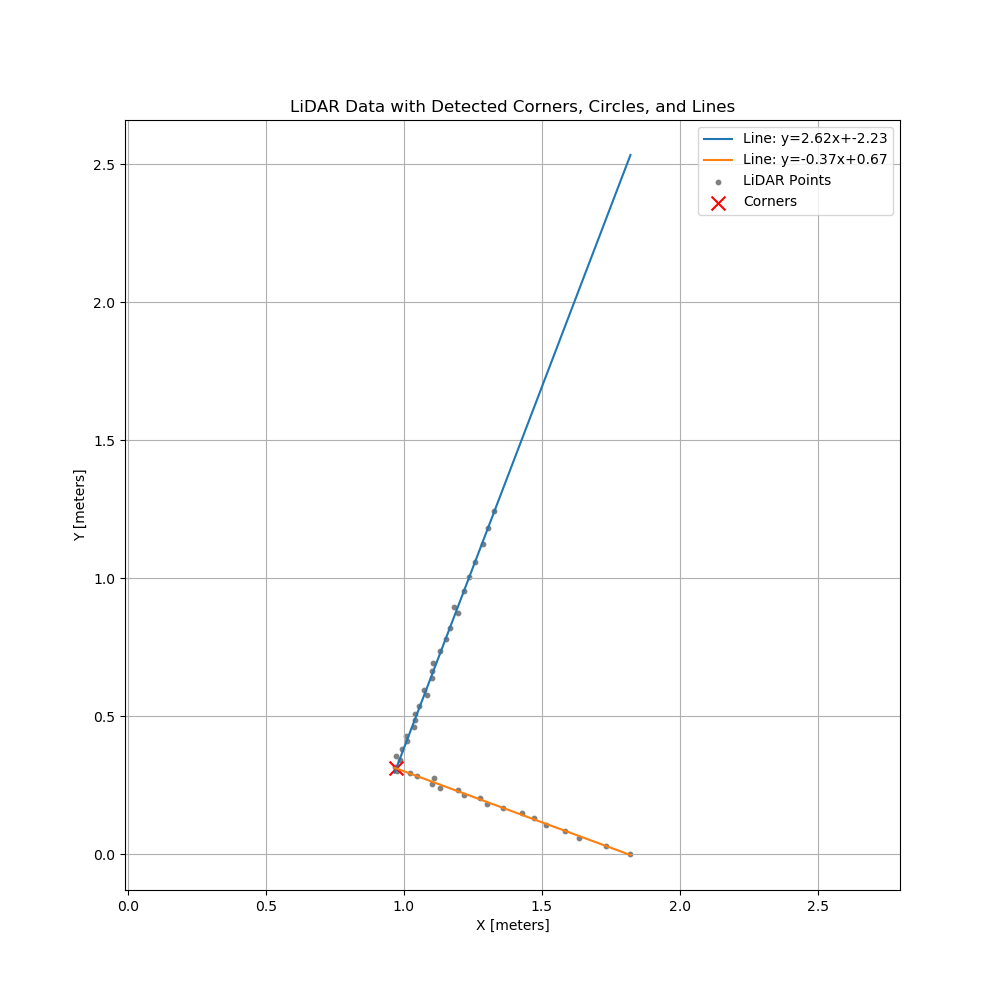 LiDAR Data with Detected Corners, Circles, and Lines
Line: y=2.62x+-2.23
Line: y=-0.37x+0.67
LiDAR Points
Corners
Y [meters]
2.5
2.0
1.5
1.0
0.5
0.0
0.0 0.5 1.0 1.5 2.0 2.5
X [meters]